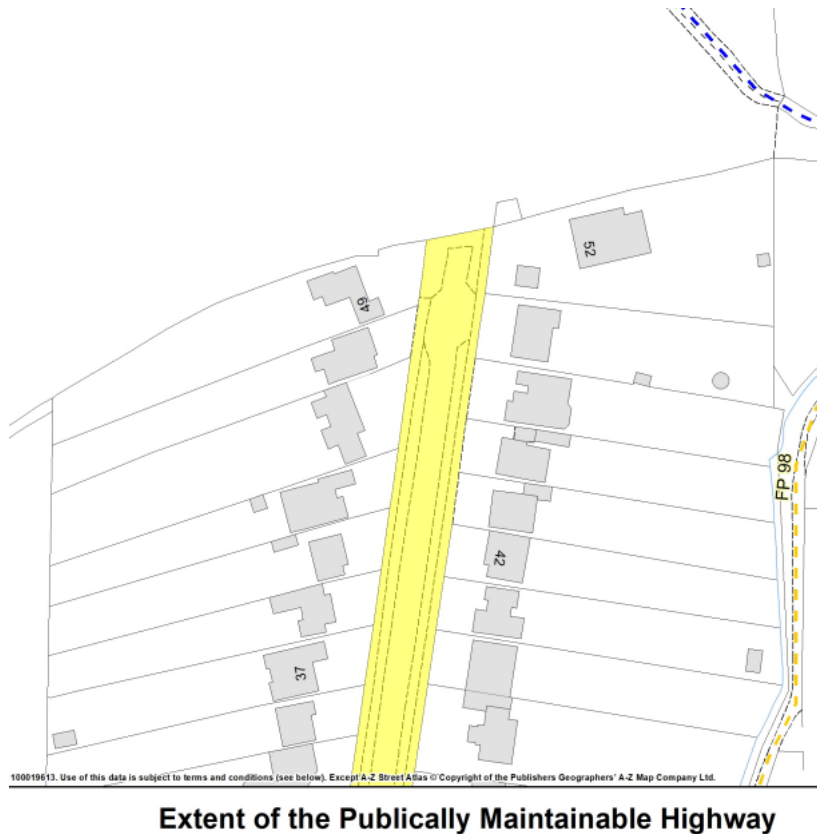 52
49
FP 98
42
37
100019613. Use of this data is subject to terms and conditions (see below). Except A-Z Street Atlas © Copyright of the Publishers Geographers' A-Z Map Company Ltd.
Extent of the Publically Maintainable Highway